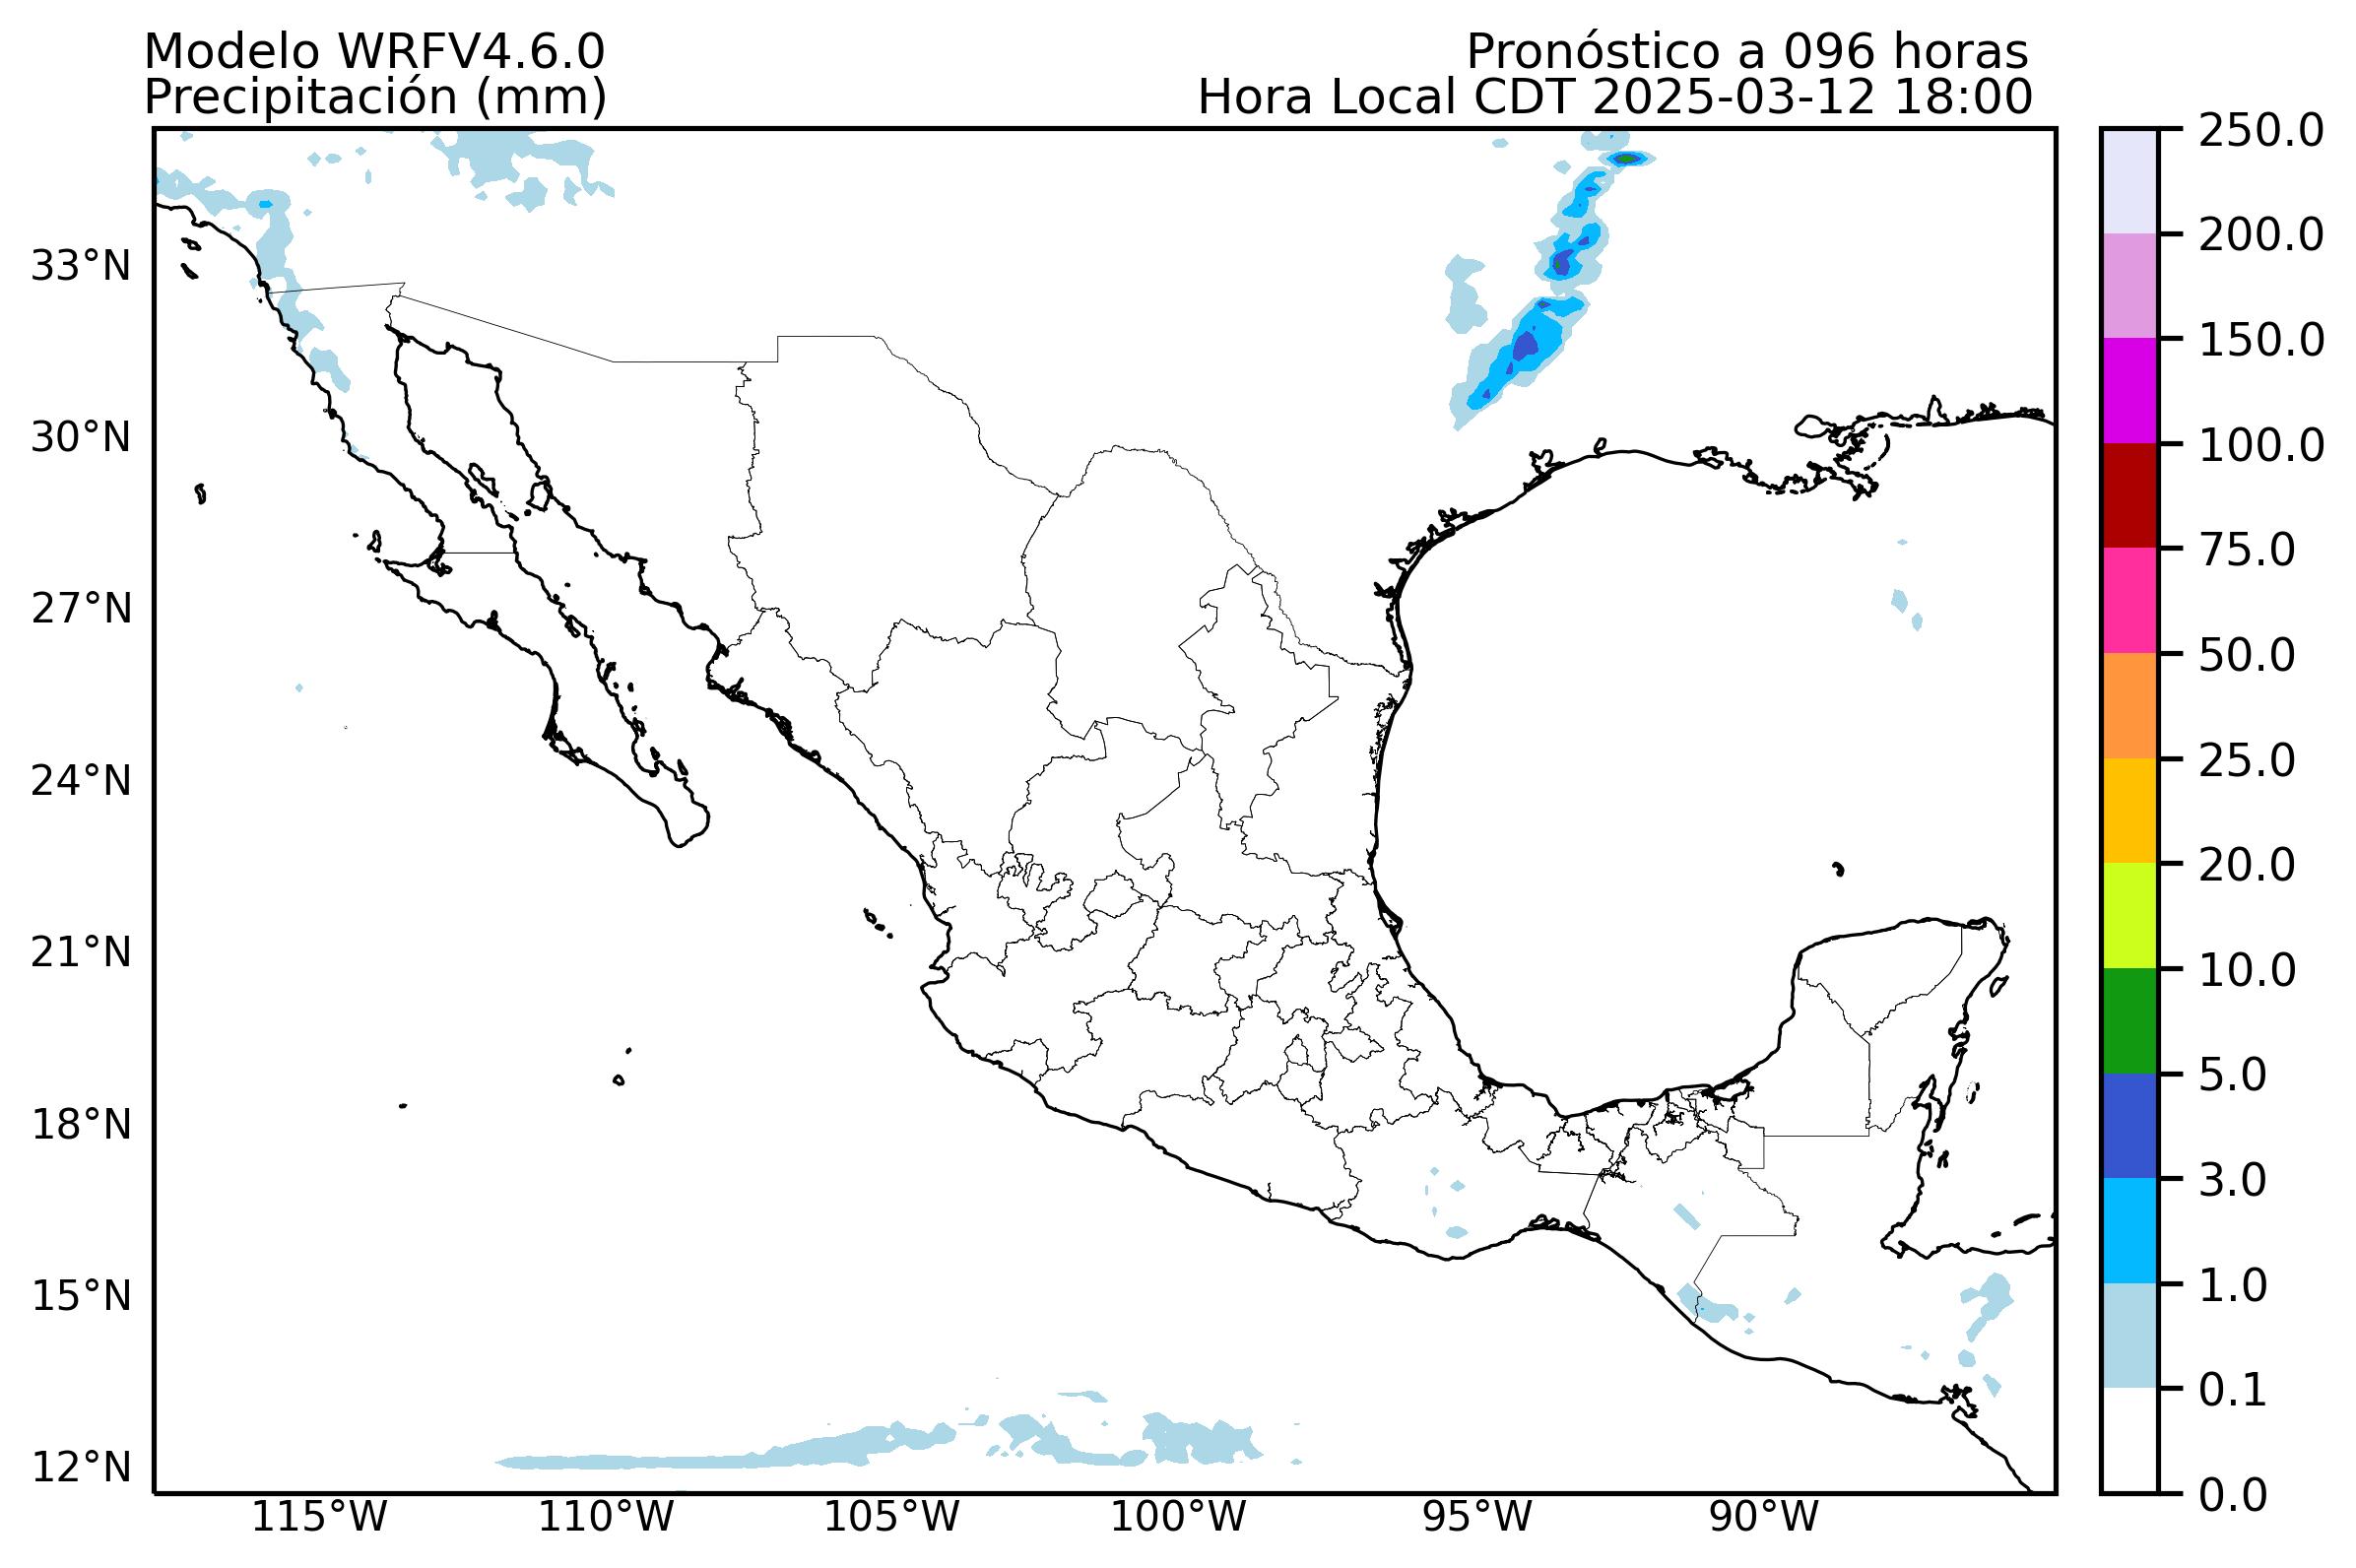 Modelo WRFV4.6.0
Precipitación (mm)
Pronóstico a 096 horas
Hora Local CDT 2025-03-12 18:00
33°N
30°N
27°N
24°N
21°N
18°N
15°N
12°N
115°W
110°W
105°W
100°W
95°W
90°W
250.0
200.0
150.0
100.0
75.0
50.0
25.0
20.0
10.0
5.0
3.0
1.0
0.1
0.0